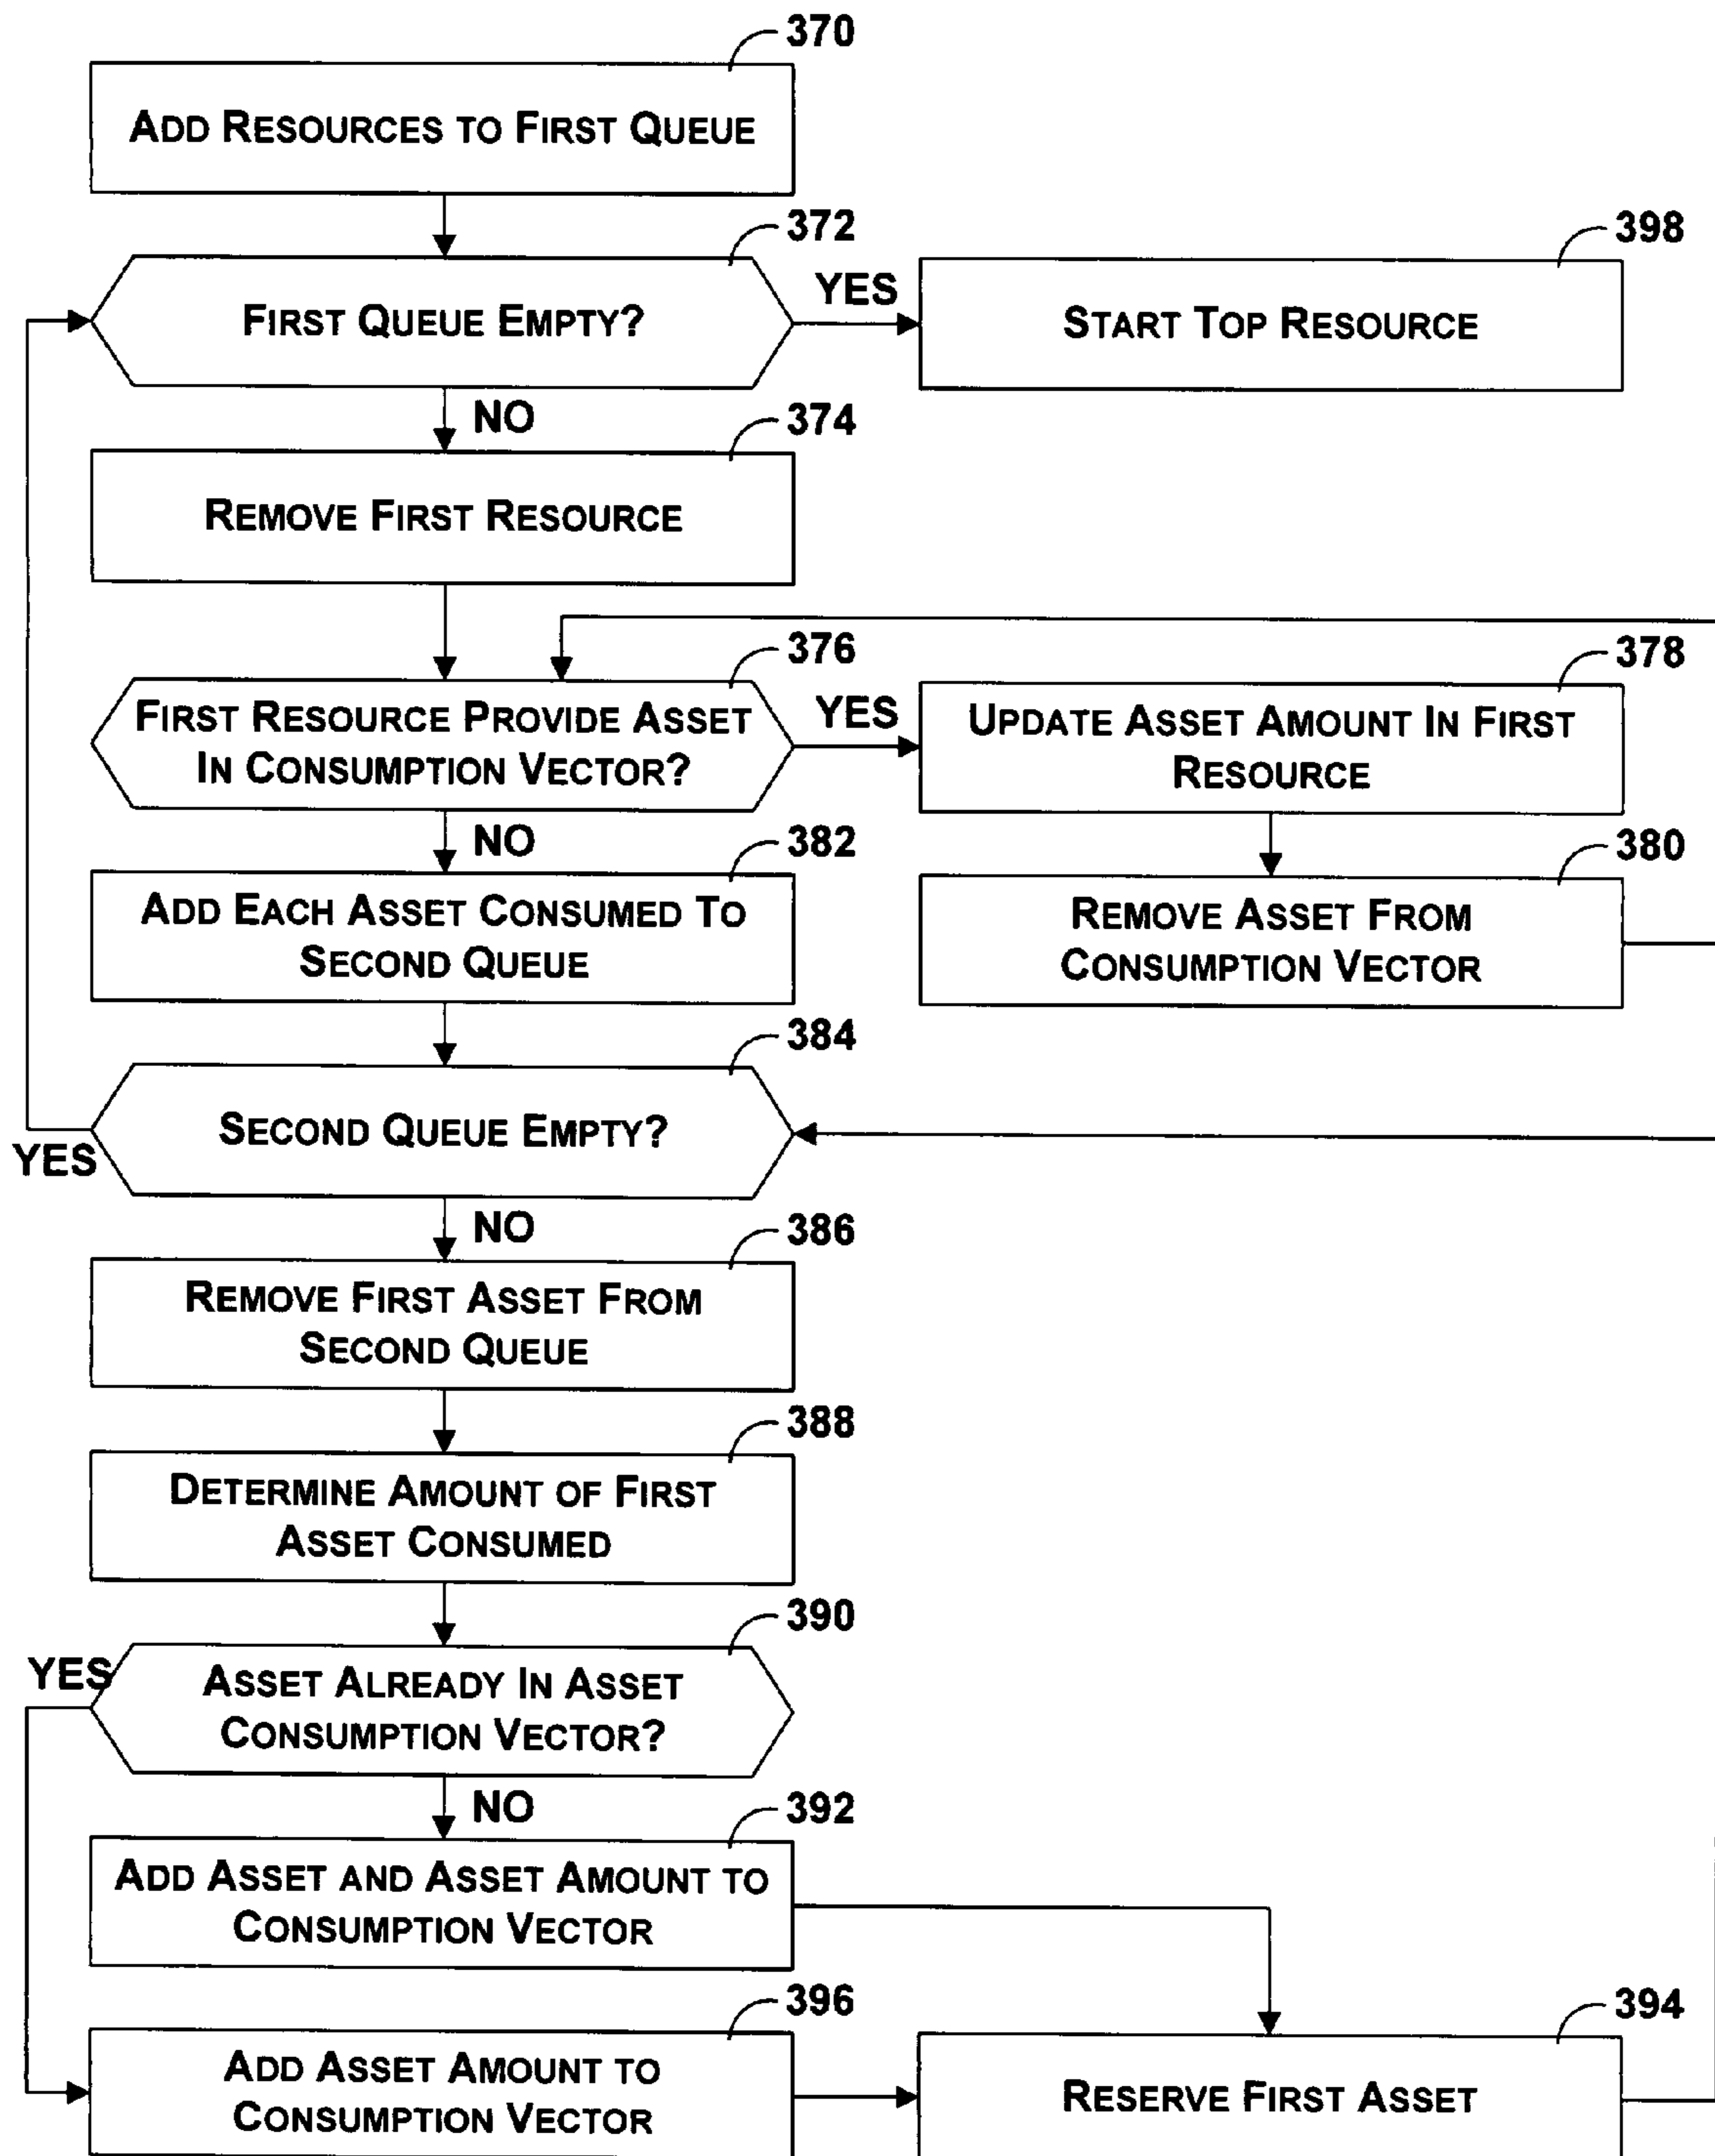 370
ADD RESOURCES TO FIRST QUEUE
372
FIRST QUEUE EMPTY?
YES
398
START TOP RESOURCE
NO
374
REMOVE FIRST RESOURCE
376
FIRST RESOURCE PROVIDE ASSET
IN CONSUMPTION VECTOR?
YES
378
UPDATE ASSET AMOUNT IN FIRST
RESOURCE
NO
382
ADD EACH ASSET CONSUMED TO
SECOND QUEUE
380
REMOVE ASSET FROM
CONSUMPTION VECTOR
384
SECOND QUEUE EMPTY?
YES
NO
386
REMOVE FIRST ASSET FROM
SECOND QUEUE
388
DETERMINE AMOUNT OF FIRST
ASSET CONSUMED
390
YES
ASSET ALREADY IN ASSET
CONSUMPTION VECTOR?
NO
392
ADD ASSET AND ASSET AMOUNT TO
CONSUMPTION VECTOR
396
ADD ASSET AMOUNT TO
CONSUMPTION VECTOR
394
RESERVE FIRST ASSET